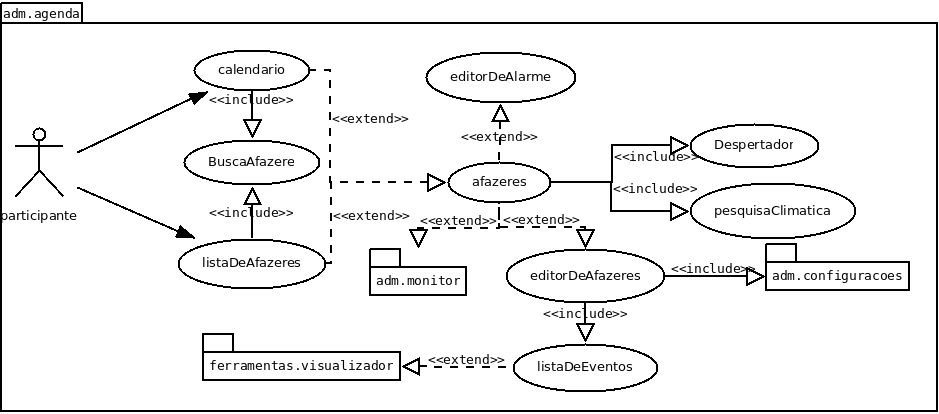 adm.agenda
calendario
<<include>>
BuscaAfazere
<<include>>
listaDeAfazeres
participante
<<extend>>
<<extend>>
editorDeAlarme
<<extend>>
afazeres
Despertador
<<include>>
<<include>>
pesquisaClimatica
<<extend>>
<<extend>>
adm.monitor
editorDeAfazeres
<<include>>
adm.configuracoes
<<include>>
listaDeEventos
<<extend>>
ferramentas.visualizador